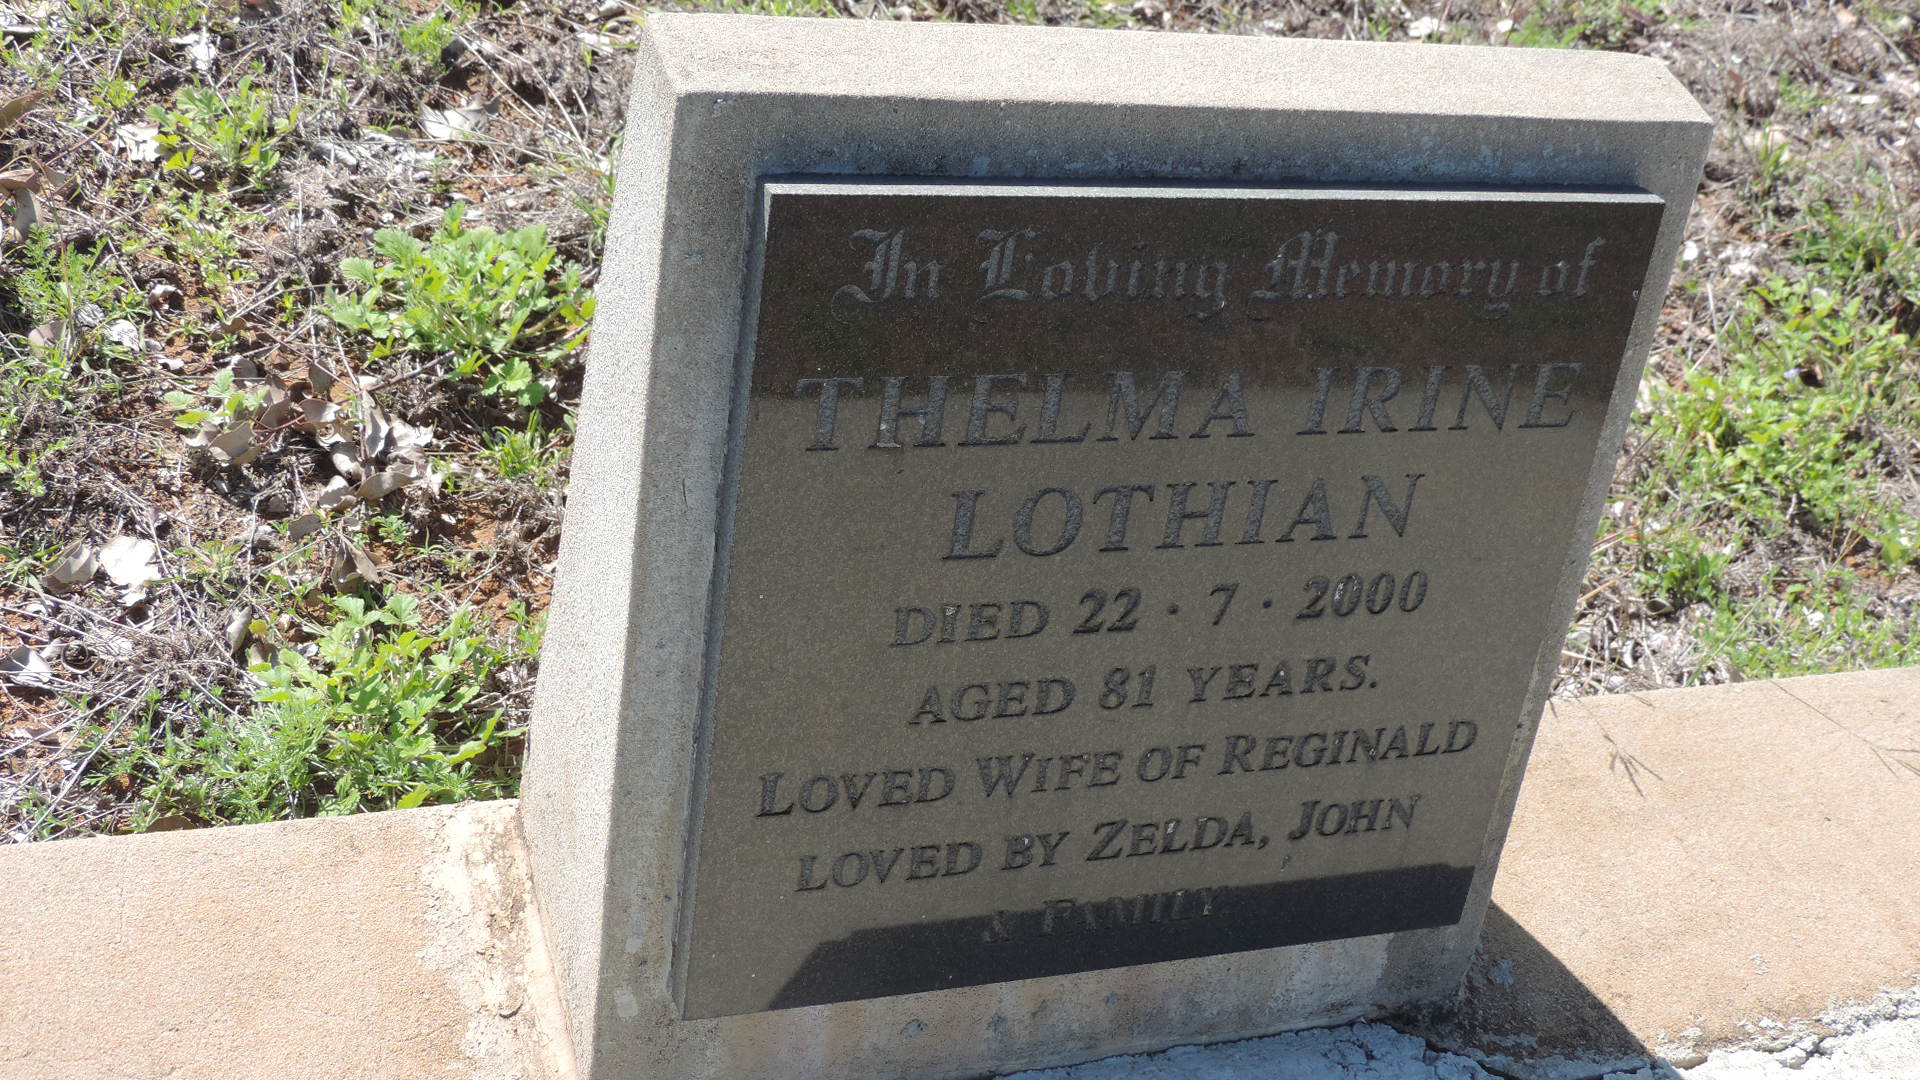 In Loving Memory of
THELMA IRINE
LOTHIAN
DIED 22 · 7 · 2000
AGED 81 YEARS.
LOVED WIFE OF REGINALD
LOVED BY ZELDA, JOHN
& FAMILY